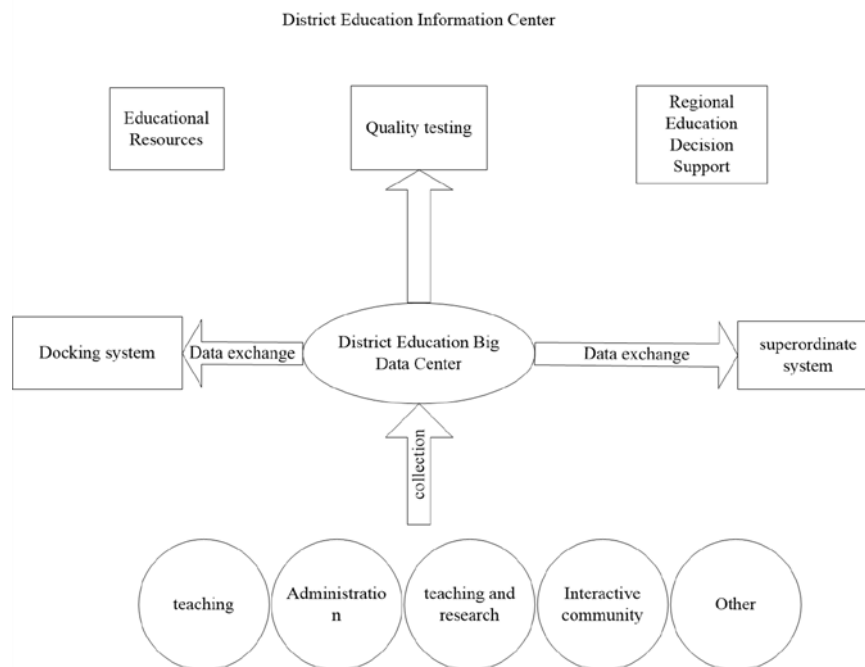 District Education Information Center
Educational
Resources
Quality testing
Regional
Education
Decision
Support
Docking system
Data exchange
District Education Big
Data Center
Data exchange
superordinate
system
collection
teaching
Administratio
n
teaching and
research
Interactive
community
Other